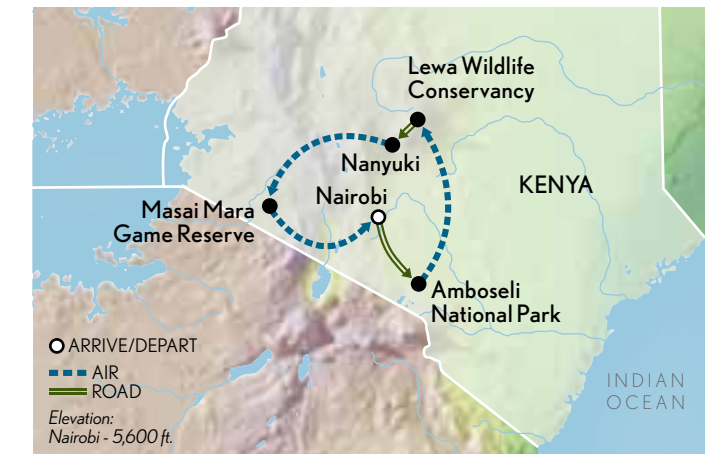 Lewa Wildlife
Conservancy
Nanyuki
KENYA
Nairobi
Masai Mara
Game Reserve
Amboseli
National Park
ARRIVE/DEPART
AIR
ROAD
Elevation:
Nairobi - 5,600 ft.
INDIAN
OCEAN